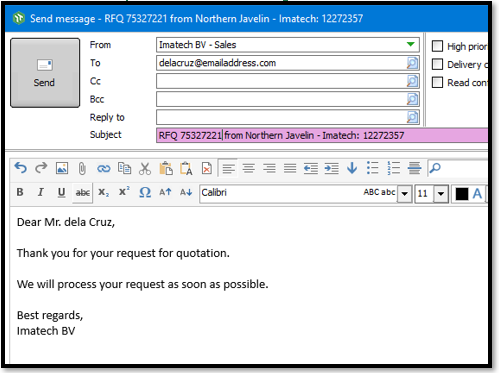 Send message - RFQ 75327221 from Northern Javelin - Imatech: 12272357
Send
From Imatech BV - Sales
To delacruz@emailaddress.com
Cc
Bcc
Reply to
Subject RFQ 75327221 from Northern Javelin - Imatech: 12272357
High prior
Delivery c
Read cont
B I U abc X₂ X² Ω A A Calibri ABC abc 11 A
Dear Mr. dela Cruz,
Thank you for your request for quotation.
We will process your request as soon as possible.
Best regards,
Imatech BV